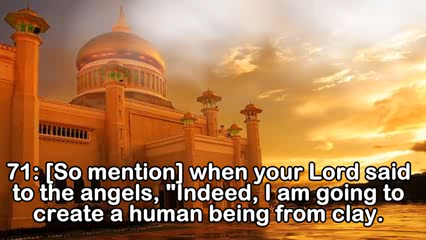 71: [So mention] when your Lord said
to the angels, "Indeed, I am going to
create a human being from clay.